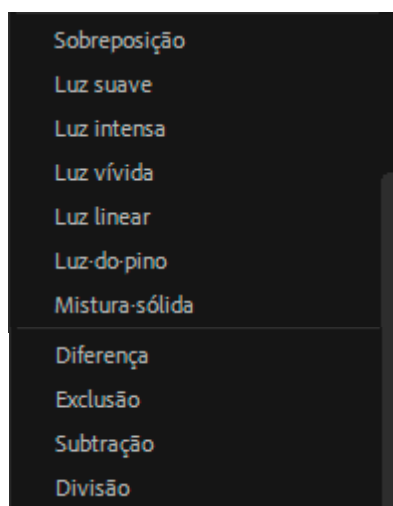 Sobreposição
Luz suave
Luz intensa
Luz vívida
Luz linear
Luz-do-pino
Mistura-sólida
Diferença
Exclusão
Subtração
Divisão